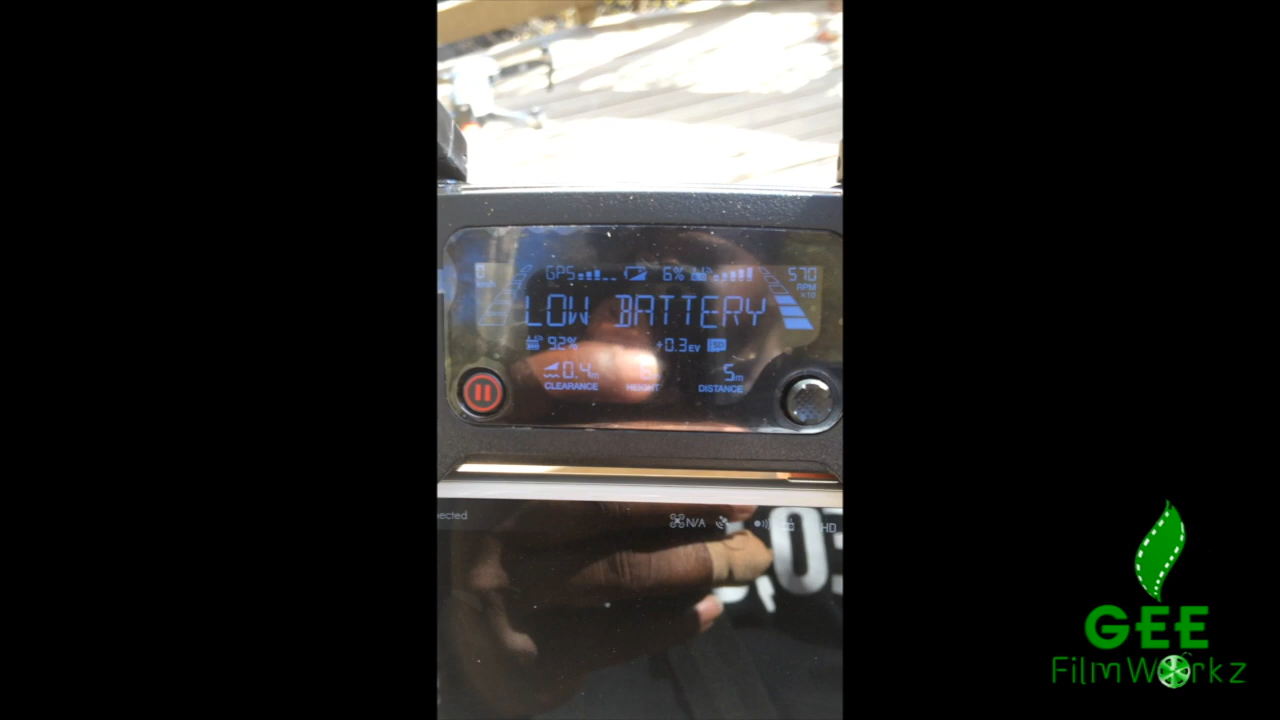 GPS 6% 570
RPM
X10
LOW BATTERY
92% +0.3EV
0.4m 5m
CLEARANCE HEIGHT DISTANCE
N/A HD
GEE
FilmWorkz